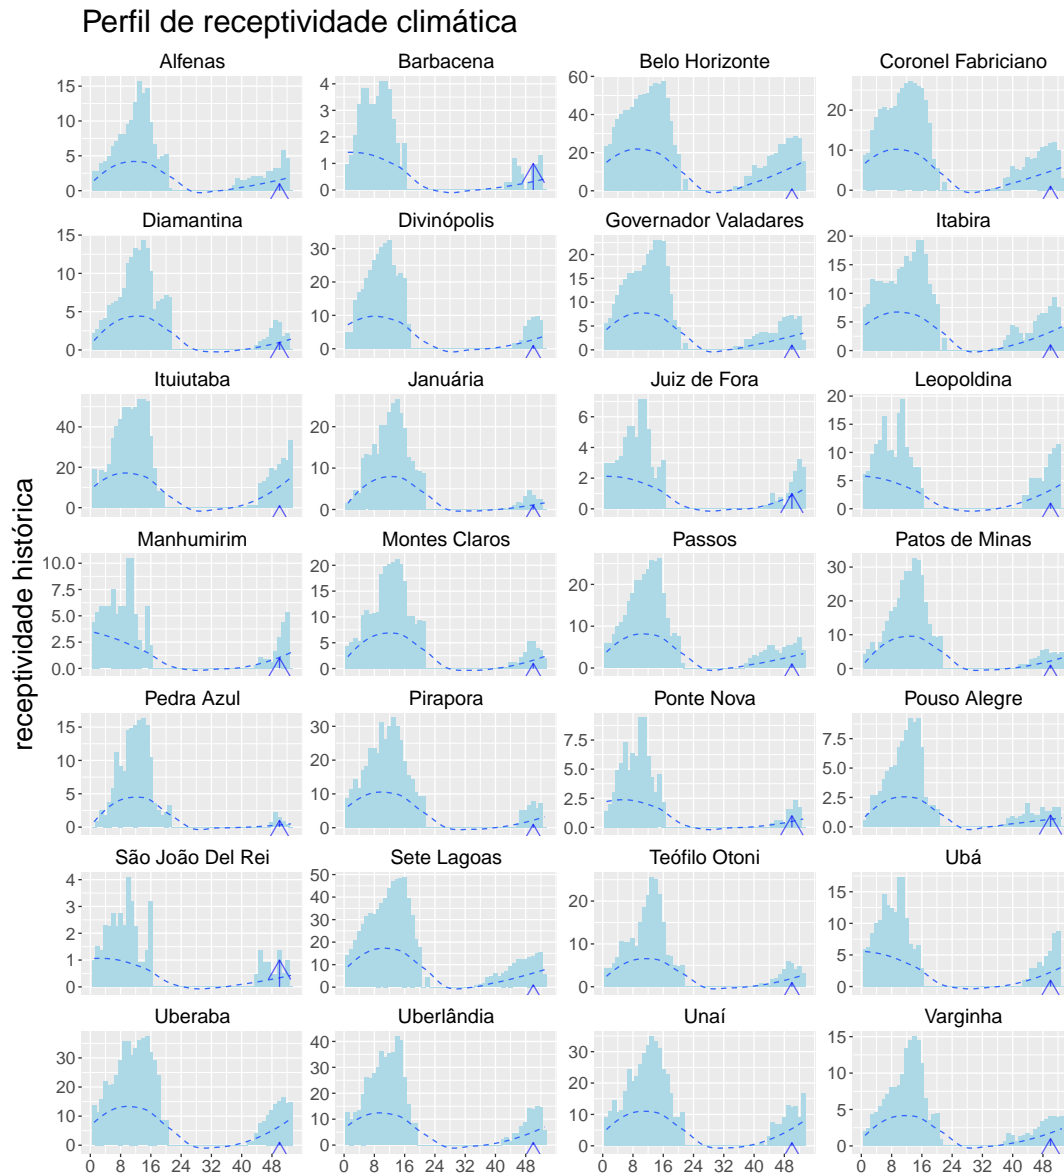 Perfil de receptividade climática
receptividade histórica
Alfenas Barbacena Belo Horizonte Coronel Fabriciano
15 4 60 20
10 3 40 10
5 2 20 0
0 1 0
0
Diamantina Divinópolis Governador Valadares Itabira
15 30 20 20
10 20 15 15
5 10 10 10
0 0 5 5
0 0
Ituiutaba Januária Juiz de Fora Leopoldina
40 20 6 20
20 10 4 15
0 0 2 10
0 5
0
Manhumirim Montes Claros Passos Patos de Minas
10.0 20 20 30
7.5 15 10 20
5.0 10 0 10
2.5 5 0
0.0 0
Pedra Azul Pirapora Ponte Nova Pouso Alegre
15 30 7.5 7.5
10 20 5.0 5.0
5 10 2.5 2.5
0 0 0.0 0.0
São João Del Rei Sete Lagoas Teófilo Otoni Ubá
4 50 20 15
3 40 15 10
2 30 10 5
1 20 5 0
0 10 0
0
Uberaba Uberlândia Unaí Varginha
30 40 30 15
20 30 20 10
10 20 10 5
0 10 0 0
0
0 8 16 24 32 40 48 0 8 16 24 32 40 48 0 8 16 24 32 40 48 0 8 16 24 32 40 48